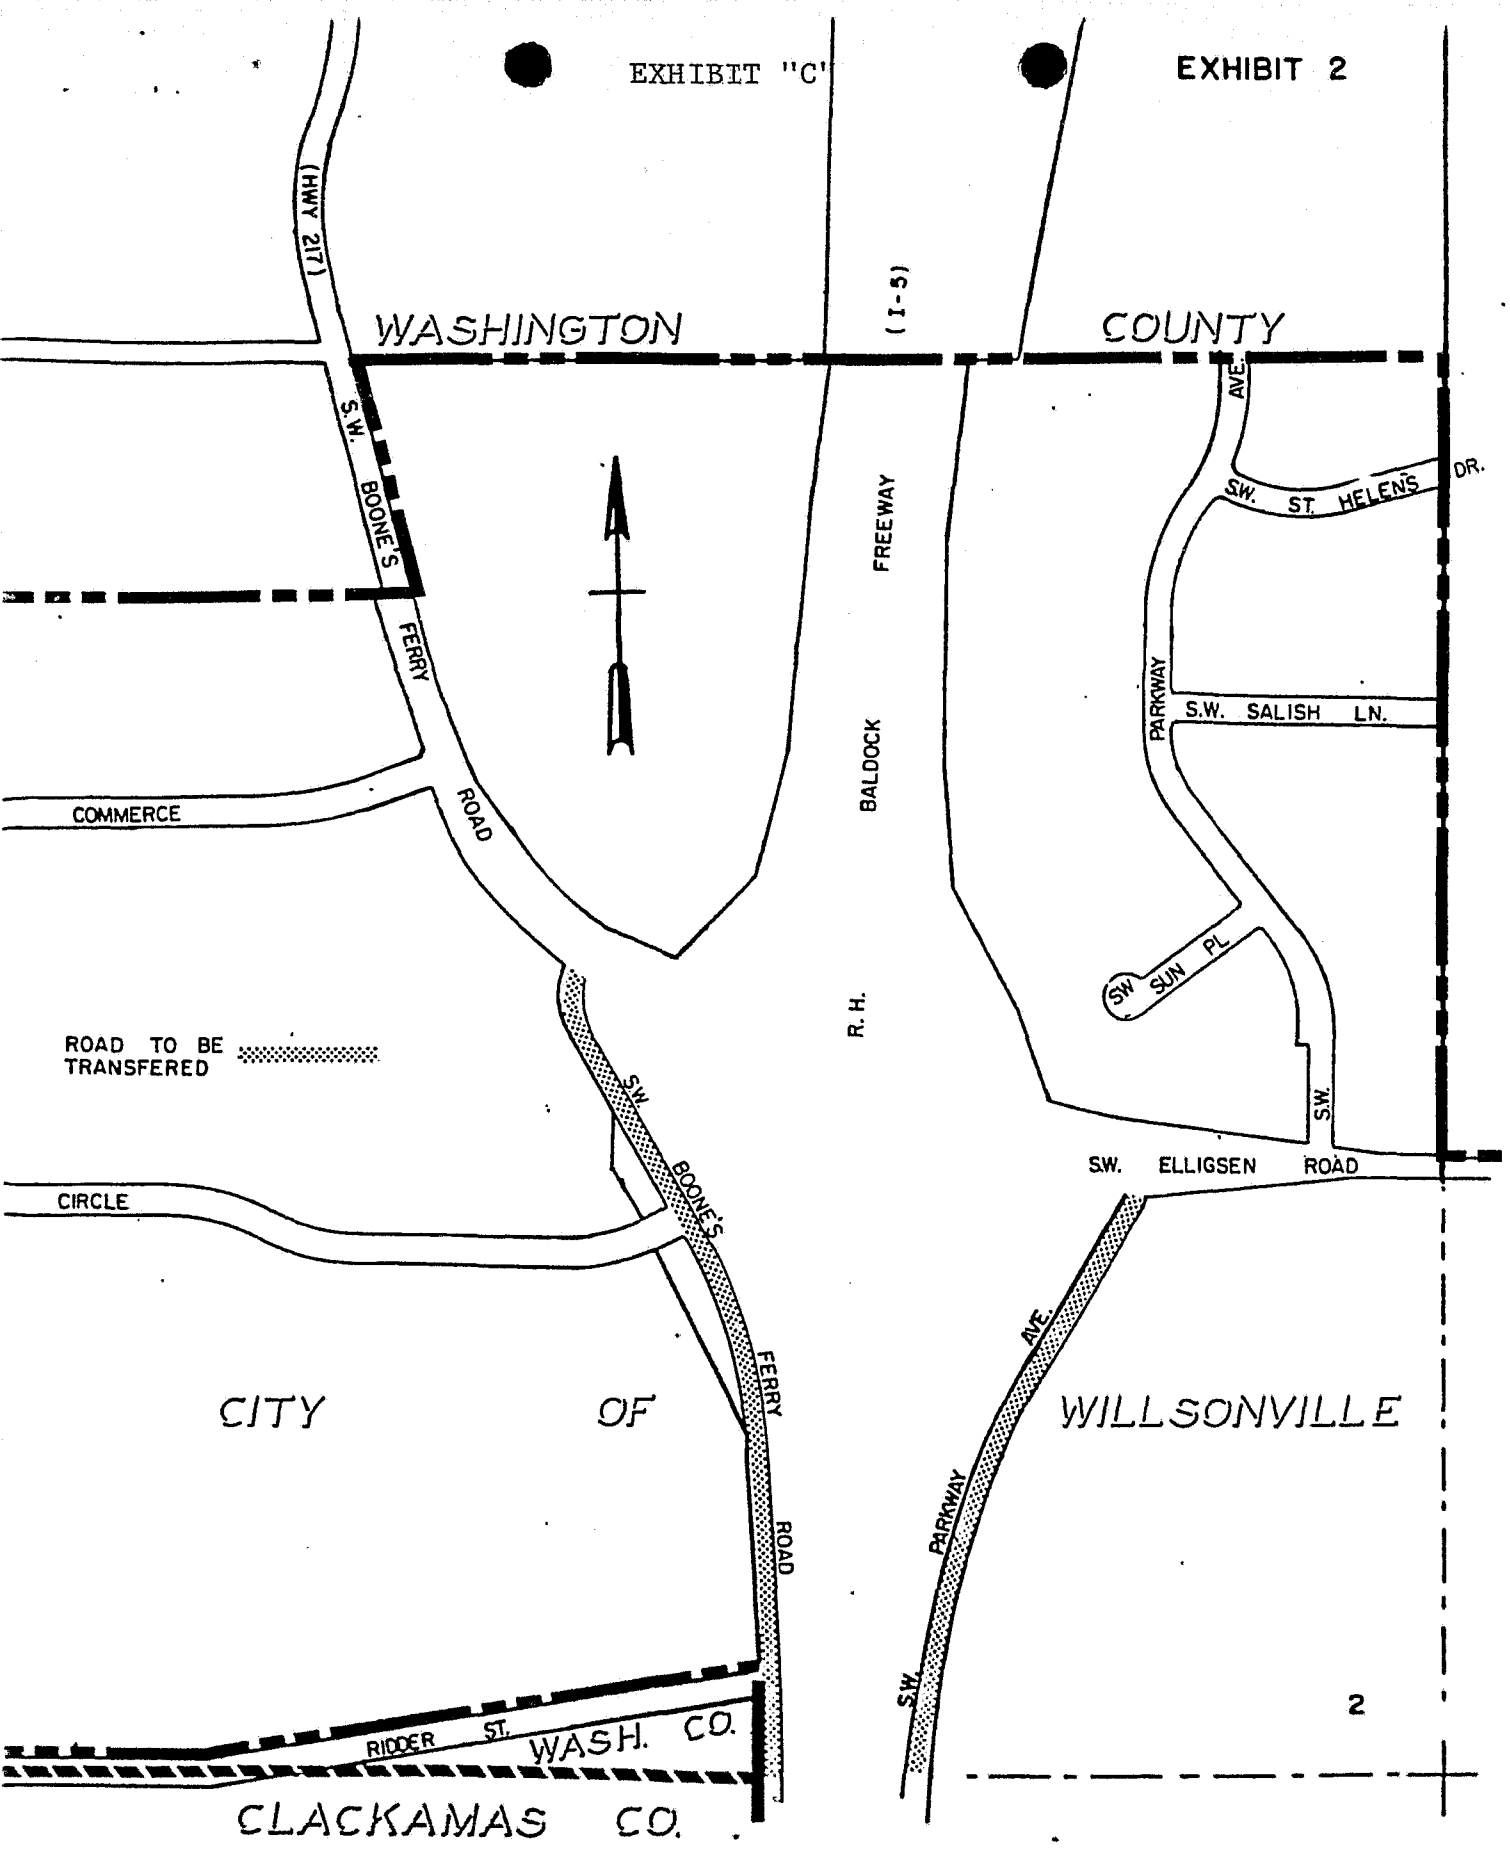 EXHIBIT "C"
EXHIBIT 2
(HWY 217)
(I-5)
WASHINGTON COUNTY
S.W. BOONE'S FERRY ROAD
AVE.
S.W. ST. HELENS DR.
FREEWAY
PARKWAY
S.W. SALISH LN.
BALDOCK
COMMERCE
SW SUN PL
R. H.
ROAD TO BE
TRANSFERED
S.W.
S.W. BOONE'S FERRY ROAD
S.W. ELLIGSEN ROAD
CIRCLE
AVE.
CITY OF WILLSONVILLE
PARKWAY
S.W.
2
RIDDER ST.
WASH. CO.
CLACKAMAS CO.